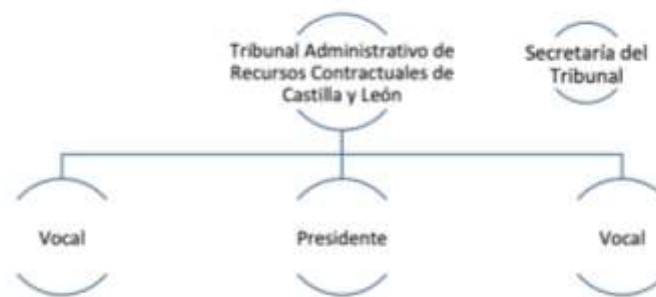 Tribunal Administrativo de
Recursos Contractuales de
Castilla y León
Secretaría del
Tribunal
Vocal
Presidente
Vocal